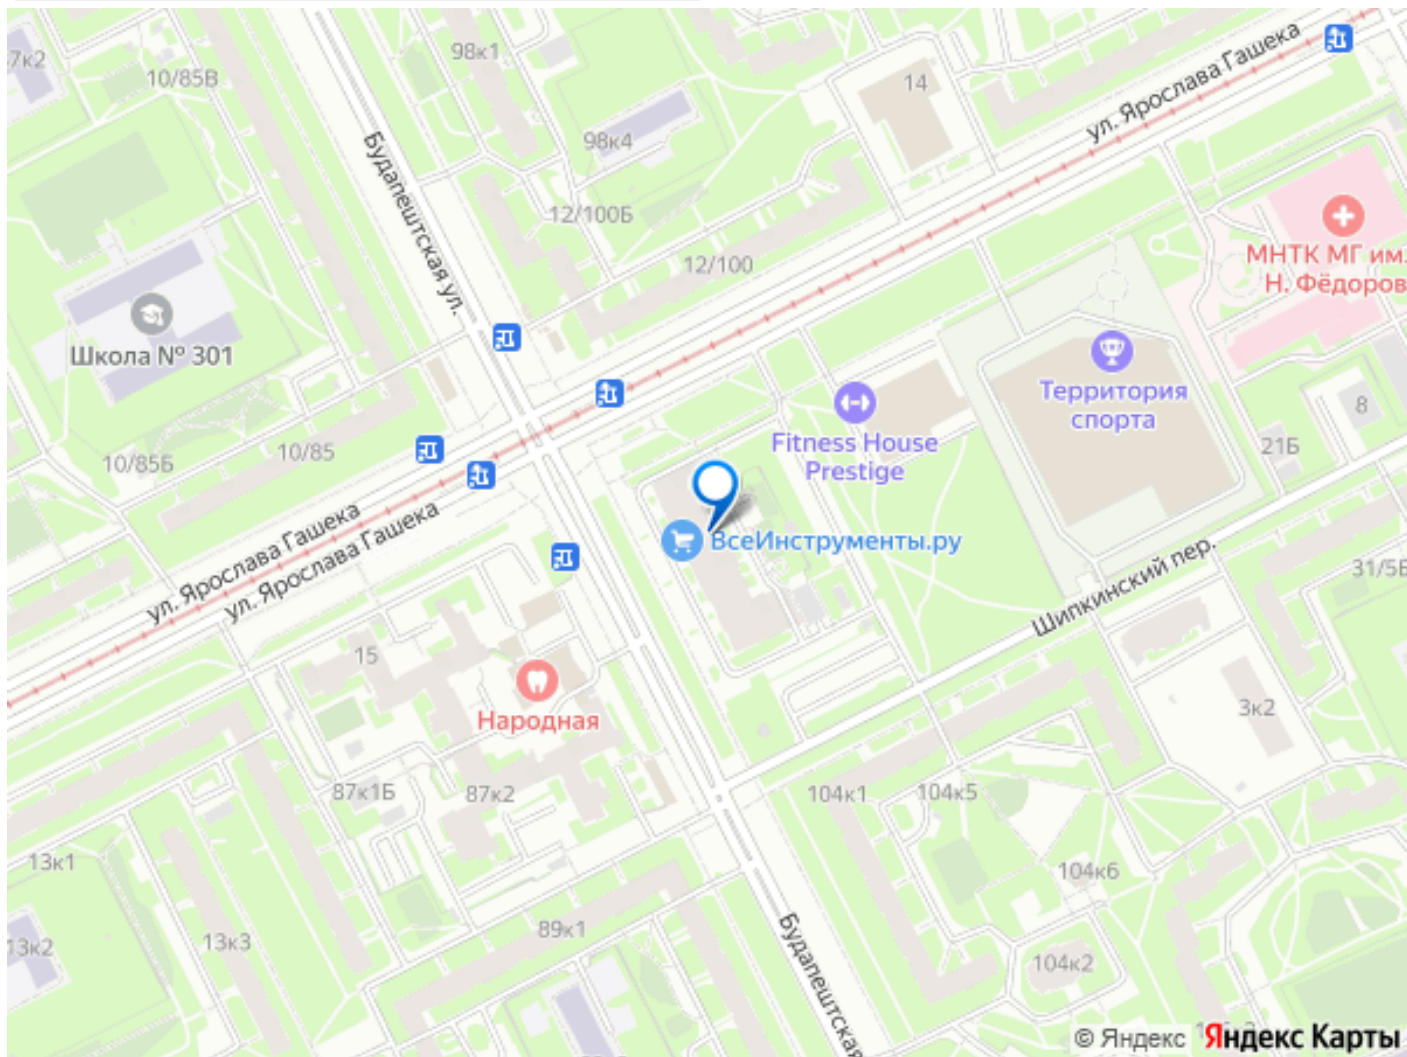 7к2
98к1
10/85В
14
ул. Ярослава Гашека
Будапештская ул.
98к4
12/100Б
12/100
МНТК МГ им.
Н. Фёдоров
Школа № 301
Территория
спорта
8
Fitness House
Prestige
21Б
10/85Б
10/85
ул. Ярослава Гашека
ул. Ярослава Гашека
ВсеИнструменты.ру
Шипкинский пер.
31/5Б
15
Народная
3к2
87к1Б
87к2
104к1
104к5
13к1
104к6
89к1
13к3
13к2
104к2
Будапештская
© Яндекс Яндекс Карты